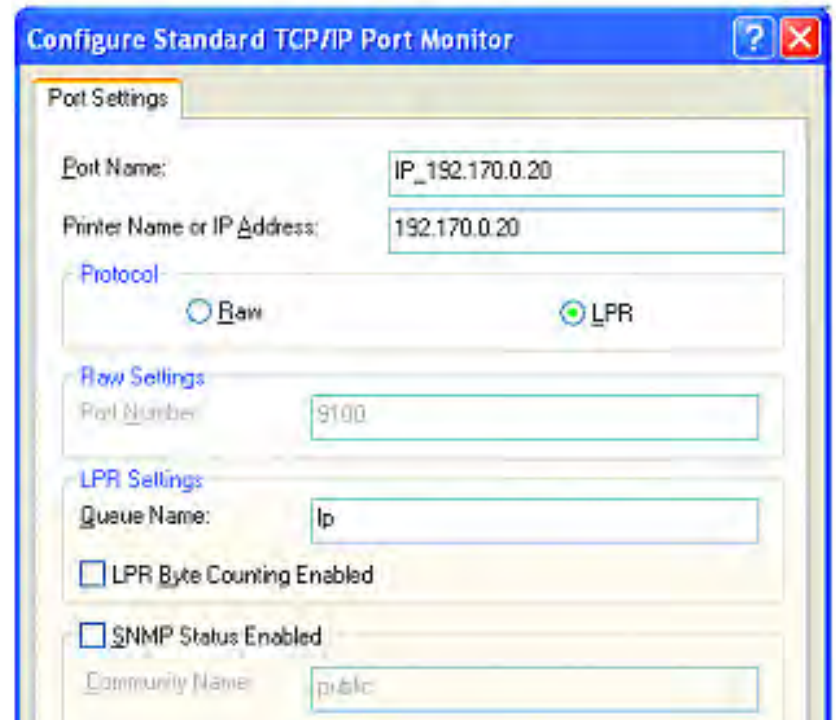 Configure Standard TCP/IP Port Monitor
Port Settings
Port Name: IP_192.170.0.20
Printer Name or IP Address: 192.170.0.20
Protocol
Raw LPR
Raw Settings
Port Number: 9100
LPR Settings
Queue Name: lp
LPR Byte Counting Enabled
SNMP Status Enabled
Community Name: public